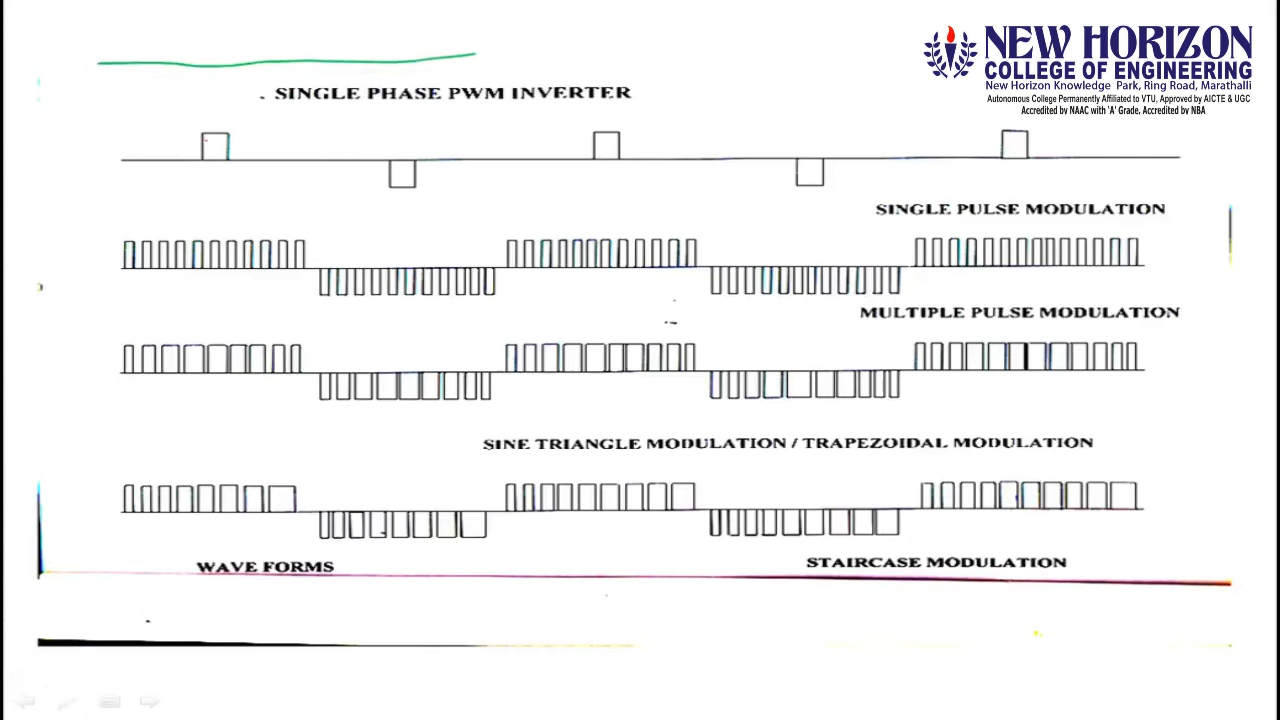 NEW HORIZON
COLLEGE OF ENGINEERING
New Horizon Knowledge Park, Ring Road, Marathalli
Autonomous College Permanently Affiliated to VTU, Approved by AICTE & UGC
Accredited by NAAC with 'A' Grade, Accredited by NBA
. SINGLE PHASE PWM INVERTER
SINGLE PULSE MODULATION
MULTIPLE PULSE MODULATION
SINE TRIANGLE MODULATION / TRAPEZOIDAL MODULATION
WAVE FORMS
STAIRCASE MODULATION